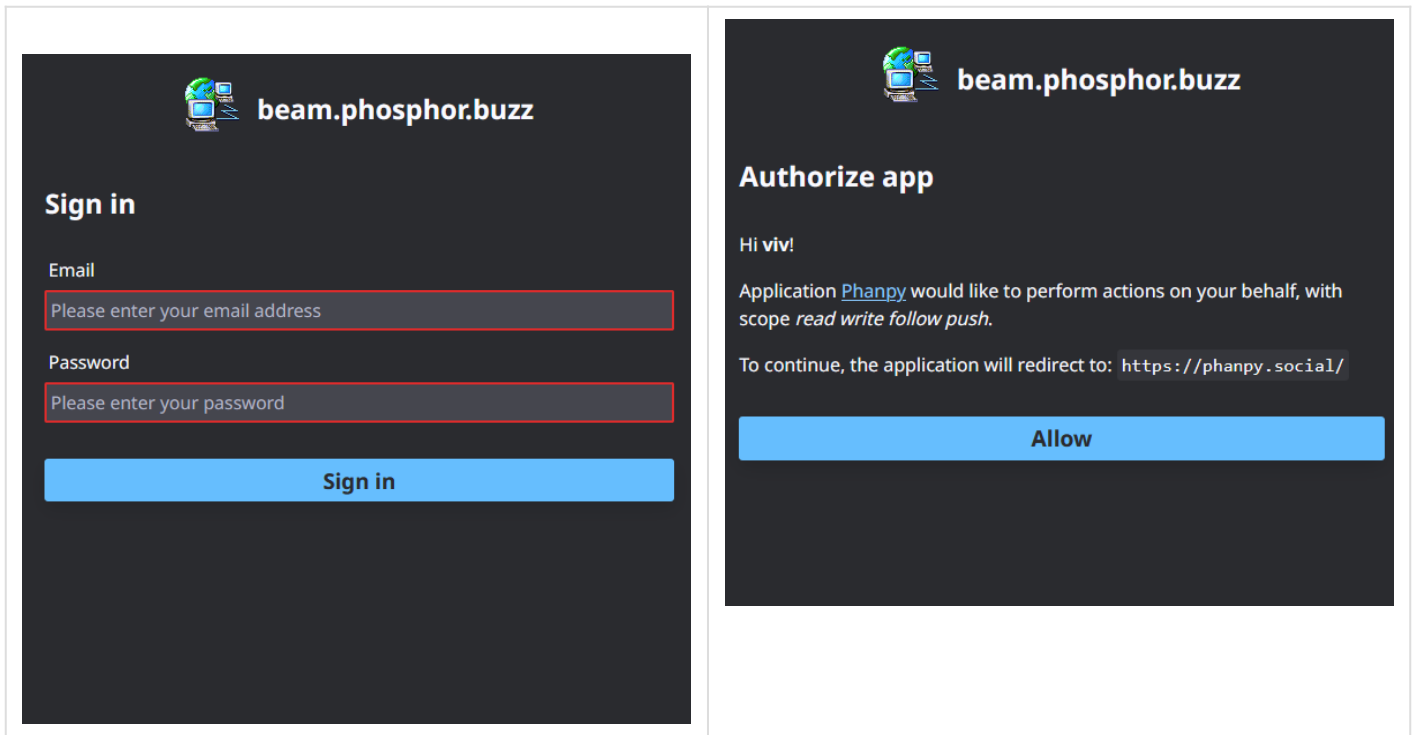 beam.phosphor.buzz
Sign in
Email
Please enter your email address
Password
Please enter your password
Sign in
beam.phosphor.buzz
Authorize app
Hi viv!
Application Phanpy would like to perform actions on your behalf, with
scope read write follow push.
To continue, the application will redirect to: https://phanpy.social/
Allow